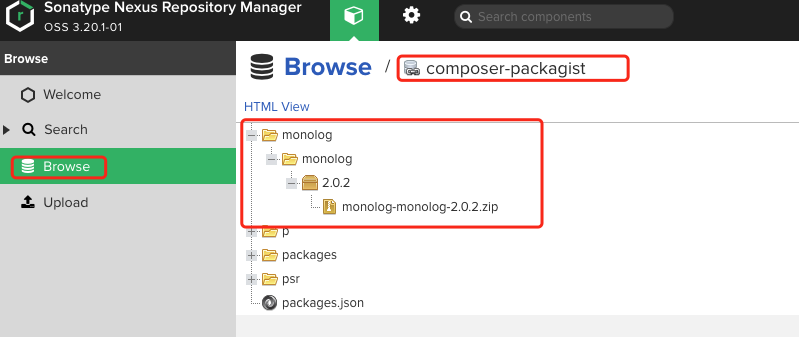 Sonatype Nexus Repository Manager
OSS 3.20.1-01
Search components
Browse
Welcome
Search
Browse
Upload
Browse / composer-packagist
HTML View
monolog
monolog
2.0.2
monolog-monolog-2.0.2.zip
p
packages
psr
packages.json